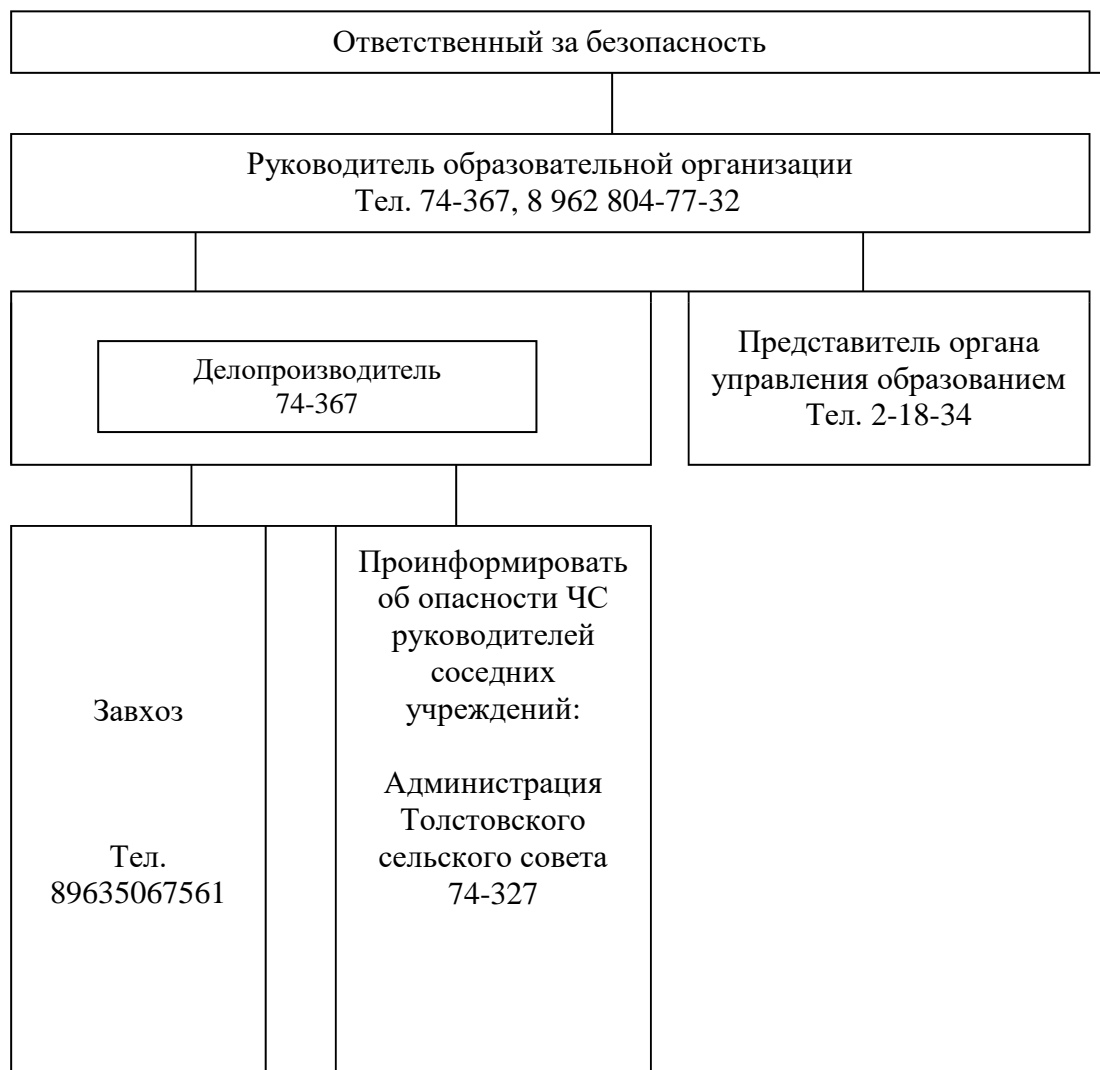 Ответственный за безопасность
Руководитель образовательной организации
Тел. 74-367, 8 962 804-77-32
Делопроизводитель
74-367
Представитель органа
управления образованием
Тел. 2-18-34
Завхоз
Тел.
89635067561
Проинформировать
об опасности ЧС
руководителей
соседних
учреждений:
Администрация
Толстовского
сельского совета
74-327